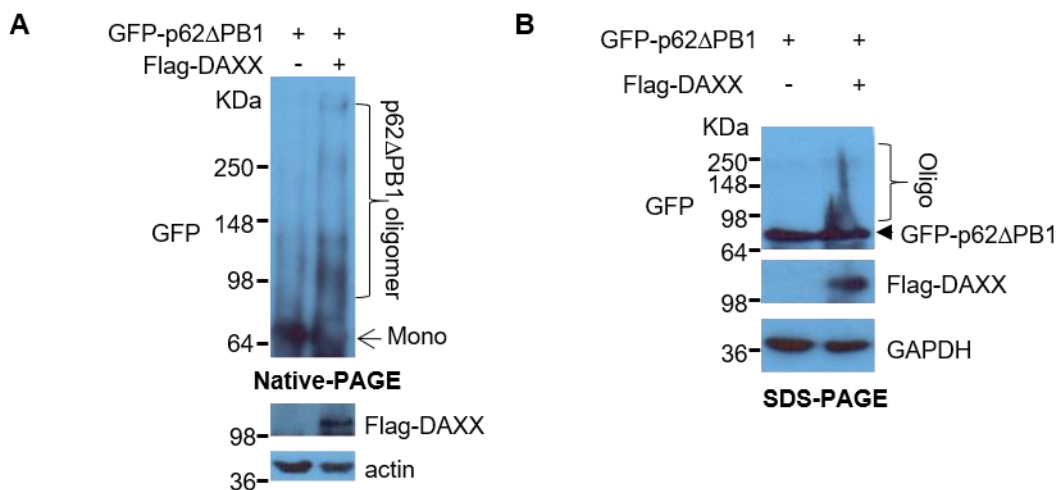 A
GFP-p62ΔPB1 + +
Flag-DAXX - +
KDa
250
148
GFP
98
64
p62ΔPB1 oligomer
Mono
Native-PAGE
Flag-DAXX
98
actin
36
B
GFP-p62ΔPB1 + +
Flag-DAXX - +
KDa
250
148
GFP
98
64
Oligo
GFP-p62ΔPB1
Flag-DAXX
98
GAPDH
36
SDS-PAGE